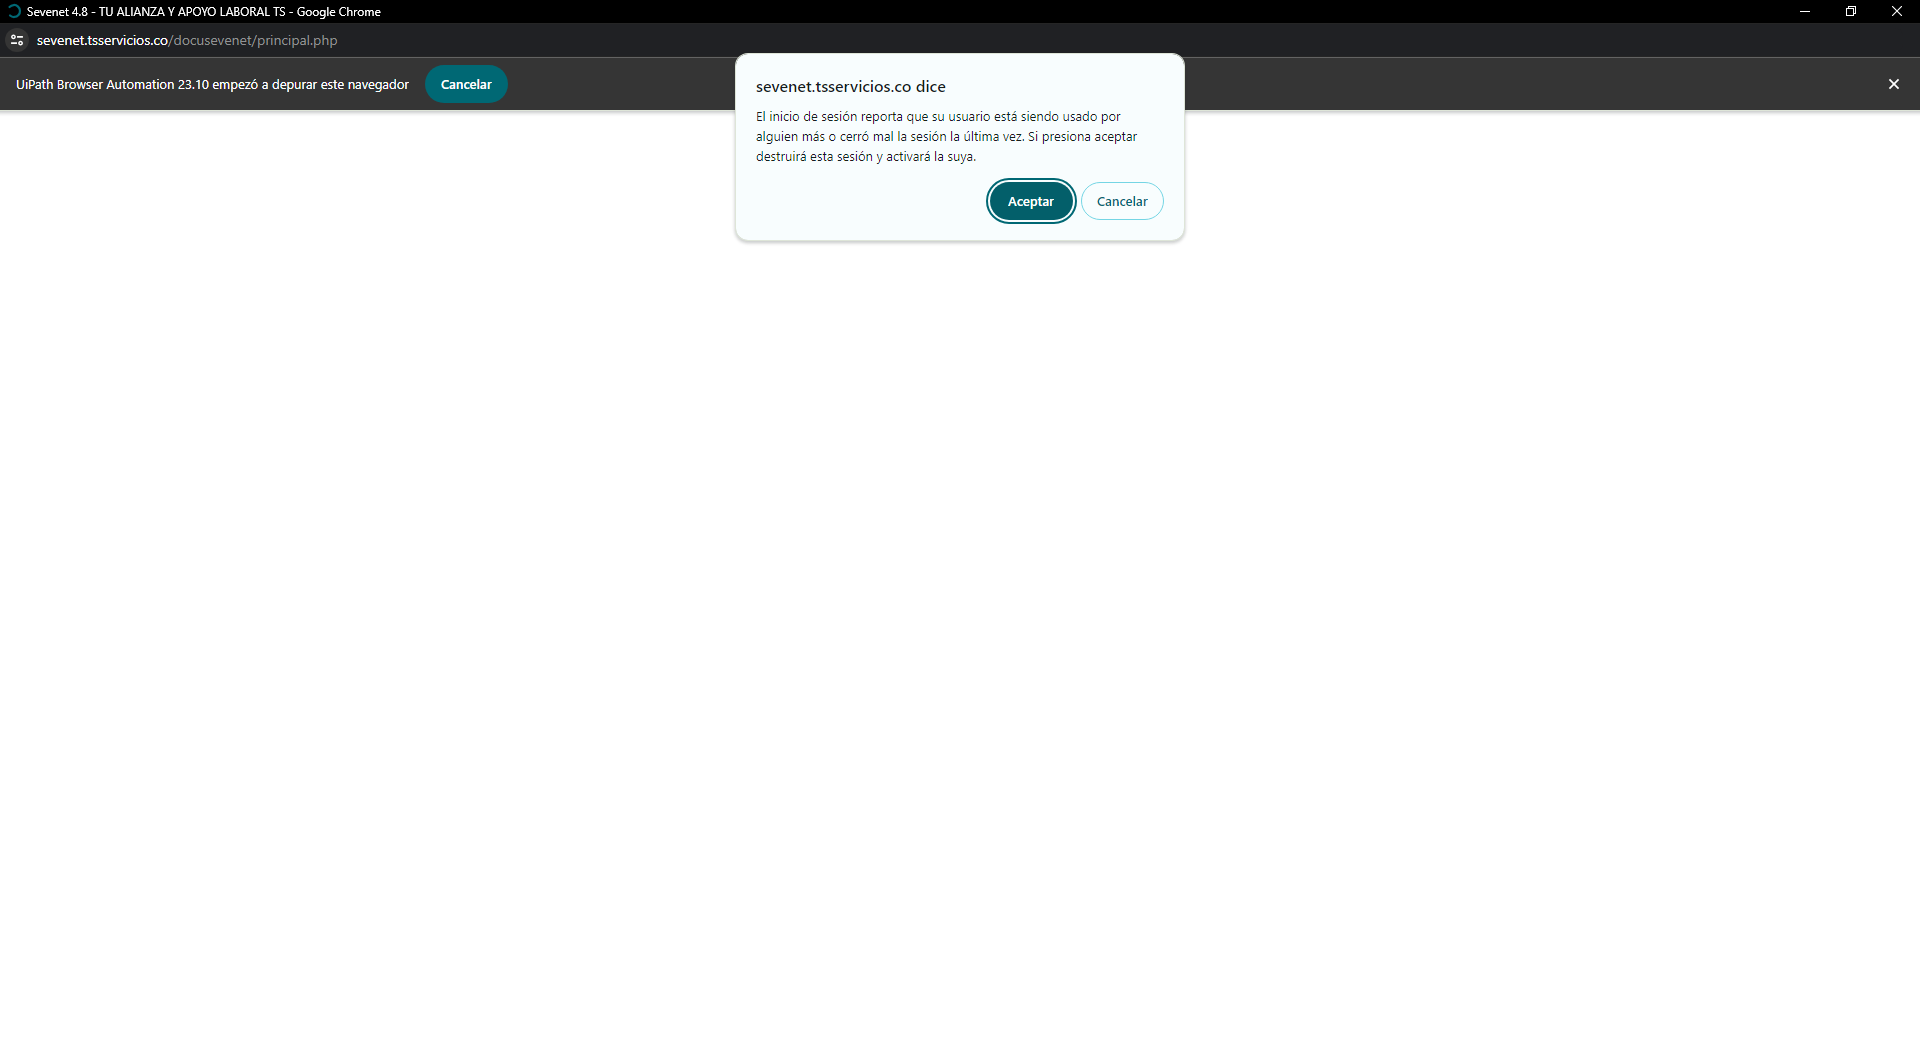 Sevenet 4.8 - TU ALIANZA Y APOYO LABORAL TS - Google Chrome
sevenet.tsservicios.co/docusevenet/principal.php
UiPath Browser Automation 23.10 empezó a depurar este navegador
Cancelar
sevenet.tsservicios.co dice
El inicio de sesión reporta que su usuario está siendo usado por
alguien más o cerró mal la sesión la última vez. Si presiona aceptar
destruirá esta sesión y activará la suya.
Aceptar
Cancelar